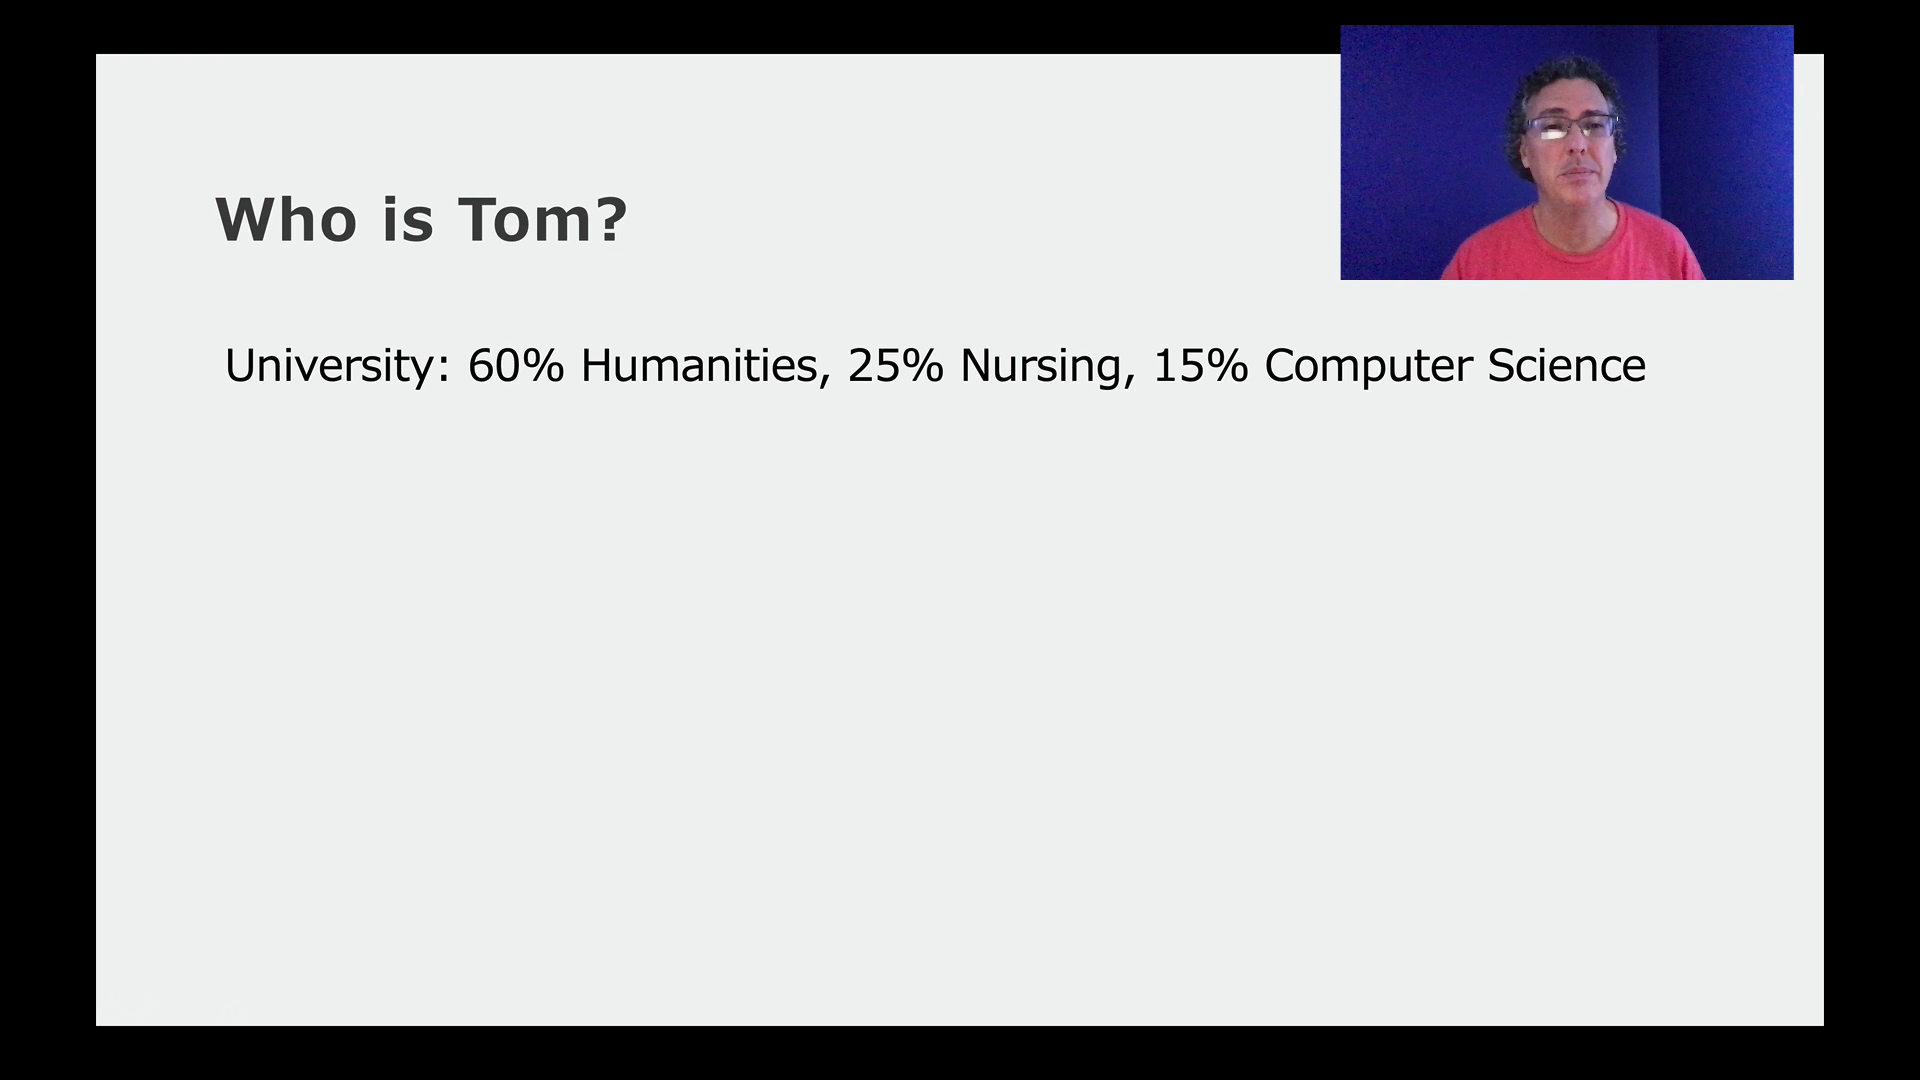 Who is Tom?
University: 60% Humanities, 25% Nursing, 15% Computer Science